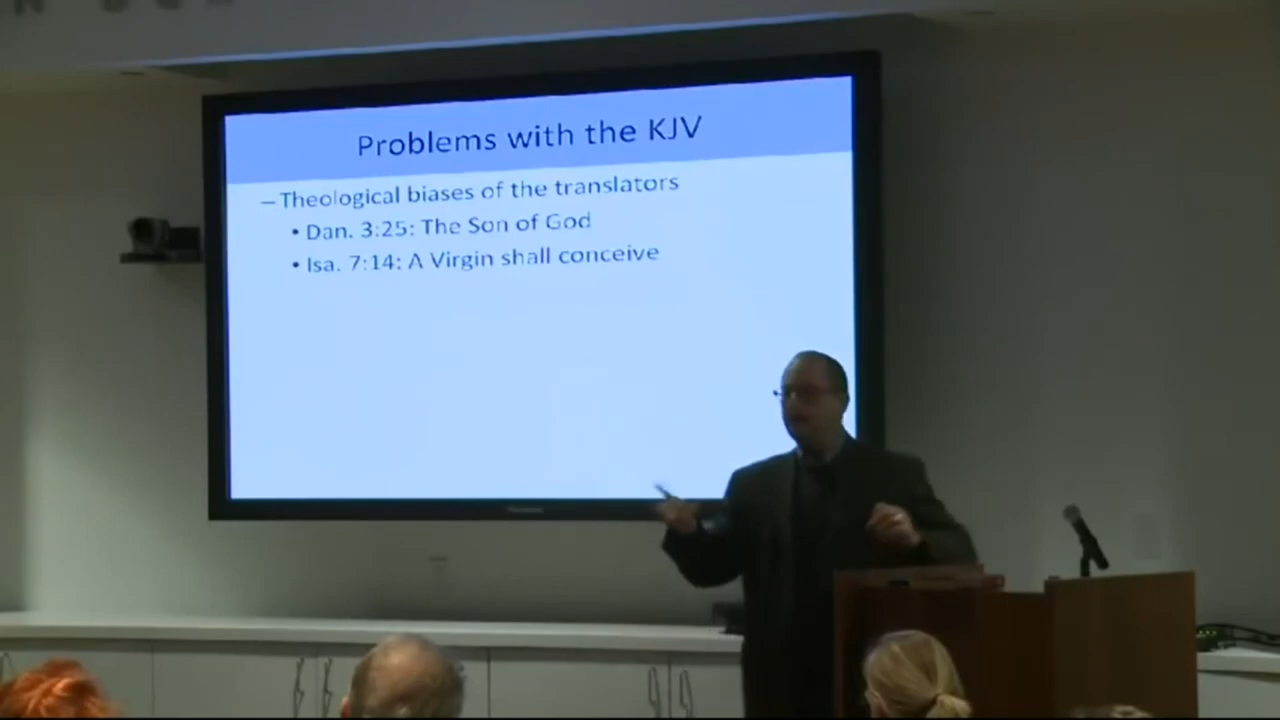 Problems with the KJV
– Theological biases of the translators
• Dan. 3:25: The Son of God
• Isa. 7:14: A Virgin shall conceive